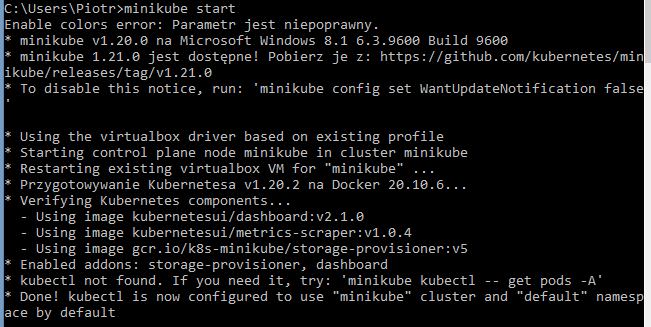 C:\Users\Piotr>minikube start
Enable colors error: Parametr jest niepoprawny.
* minikube v1.20.0 na Microsoft Windows 8.1 6.3.9600 Build 9600
* minikube 1.21.0 jest dostępne! Pobierz je z: https://github.com/kubernetes/min
ikube/releases/tag/v1.21.0
* To disable this notice, run: 'minikube config set WantUpdateNotification false
'
* Using the virtualbox driver based on existing profile
* Starting control plane node minikube in cluster minikube
* Restarting existing virtualbox VM for "minikube" ...
* Przygotowywanie Kubernetesa v1.20.2 na Docker 20.10.6...
* Verifying Kubernetes components...
  - Using image kubernetesui/dashboard:v2.1.0
  - Using image kubernetesui/metrics-scraper:v1.0.4
  - Using image gcr.io/k8s-minikube/storage-provisioner:v5
* Enabled addons: storage-provisioner, dashboard
* kubectl not found. If you need it, try: 'minikube kubectl -- get pods -A'
* Done! kubectl is now configured to use "minikube" cluster and "default" namesp
ace by default